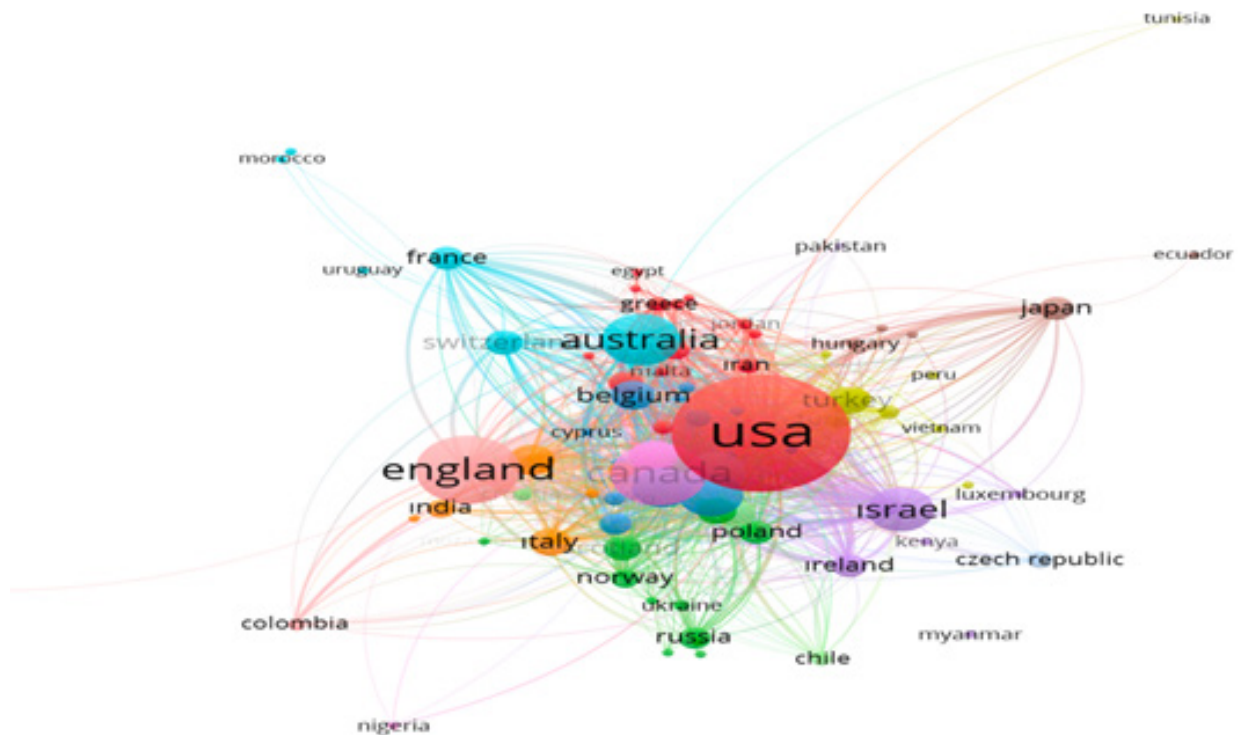 tunisia
morocco
pakistan
ecuador
france
uruguay
egypt
greece
japan
jordan
switzerland
australia
hungary
iran
malta
peru
belgium
turkey
usa
vietnam
cyprus
england
canada
luxembourg
india
israel
poland
italy
kenya
scotland
czech republic
ireland
norway
ukraine
colombia
russia
myanmar
chile
nigeria